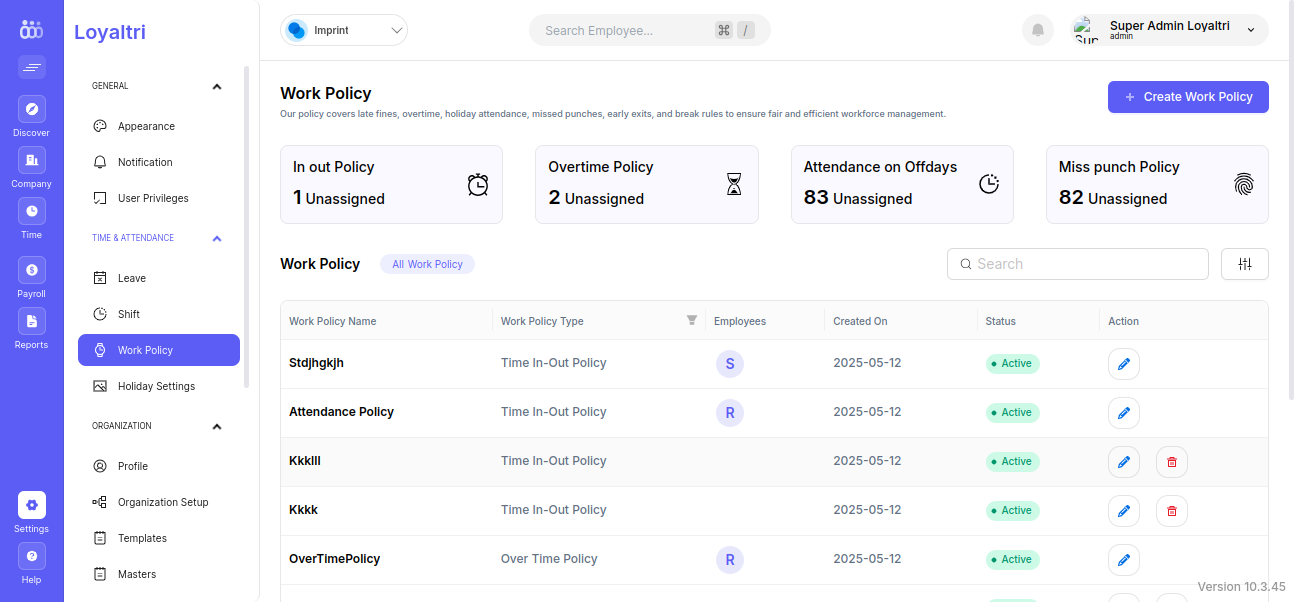 Discover
Company
Time
Payroll
Reports
Settings
Help
Loyaltri
GENERAL
Appearance
Notification
User Privileges
TIME & ATTENDANCE
Leave
Shift
Work Policy
Holiday Settings
ORGANIZATION
Profile
Organization Setup
Templates
Masters
Imprint
Search Employee... ⌘ /
Super Admin Loyaltri
admin
Work Policy
Our policy covers late fines, overtime, holiday attendance, missed punches, early exits, and break rules to ensure fair and efficient workforce management.
+ Create Work Policy
In out Policy
1 Unassigned
Overtime Policy
2 Unassigned
Attendance on Offdays
83 Unassigned
Miss punch Policy
82 Unassigned
Work Policy All Work Policy Search
Work Policy Name Work Policy Type Employees Created On Status Action
Stdjhgkjh Time In-Out Policy S 2025-05-12 Active
Attendance Policy Time In-Out Policy R 2025-05-12 Active
Kkklll Time In-Out Policy 2025-05-12 Active
Kkkk Time In-Out Policy 2025-05-12 Active
OverTimePolicy Over Time Policy R 2025-05-12 Active
Version 10.3.45